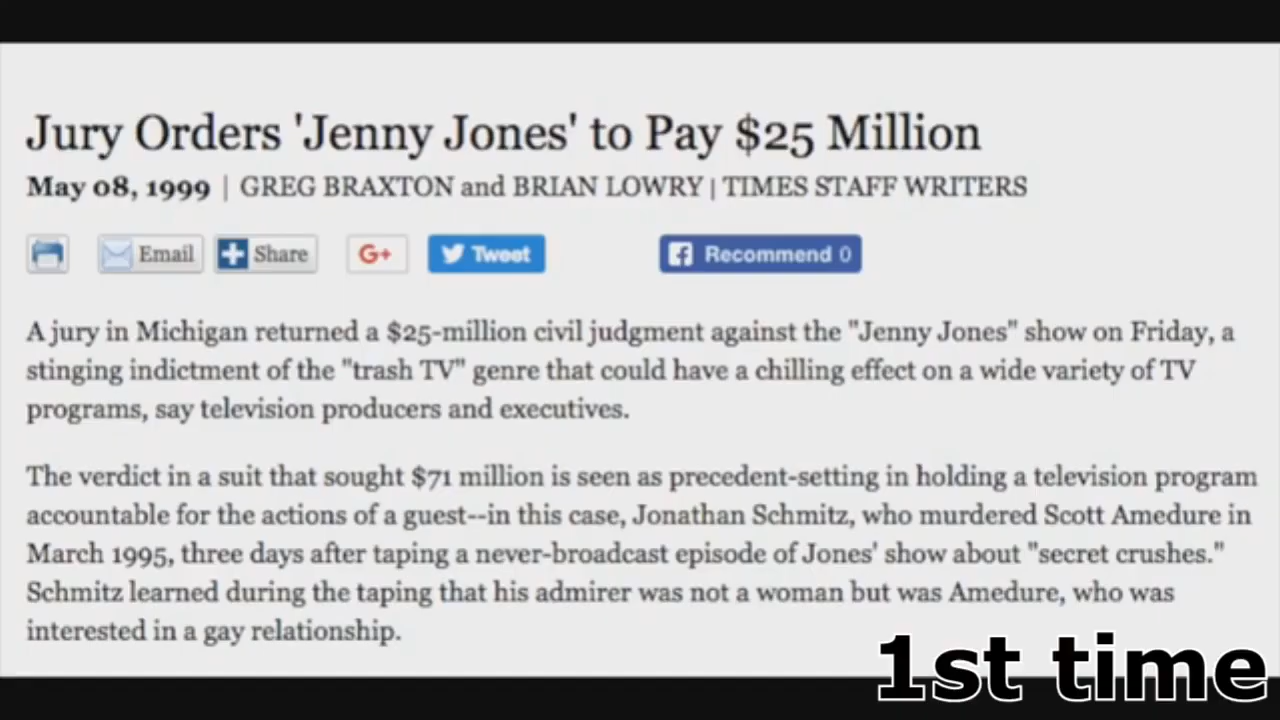 Jury Orders 'Jenny Jones' to Pay $25 Million
May 08, 1999 | GREG BRAXTON and BRIAN LOWRY | TIMES STAFF WRITERS
Email Share G+ Tweet Recommend 0
A jury in Michigan returned a $25-million civil judgment against the "Jenny Jones" show on Friday, a
stinging indictment of the "trash TV" genre that could have a chilling effect on a wide variety of TV
programs, say television producers and executives.
The verdict in a suit that sought $71 million is seen as precedent-setting in holding a television program
accountable for the actions of a guest--in this case, Jonathan Schmitz, who murdered Scott Amedure in
March 1995, three days after taping a never-broadcast episode of Jones' show about "secret crushes."
Schmitz learned during the taping that his admirer was not a woman but was Amedure, who was
interested in a gay relationship.
1st time